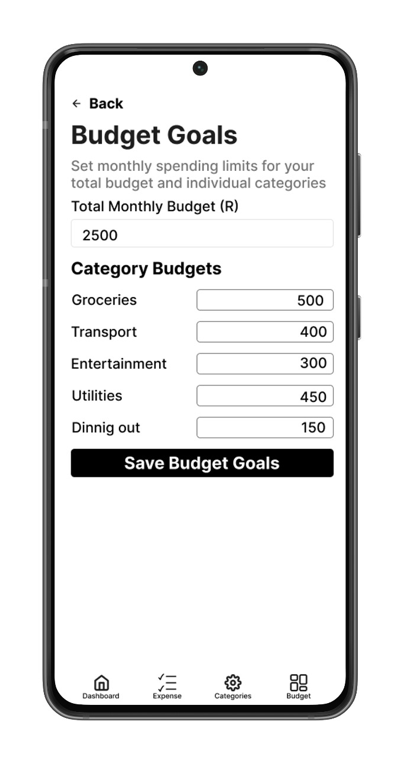 Back
Budget Goals
Set monthly spending limits for your
total budget and individual categories
Total Monthly Budget (R)
2500
Category Budgets
Groceries 500
Transport 400
Entertainment 300
Utilities 450
Dinnig out 150
Save Budget Goals
Dashboard Expense Categories Budget